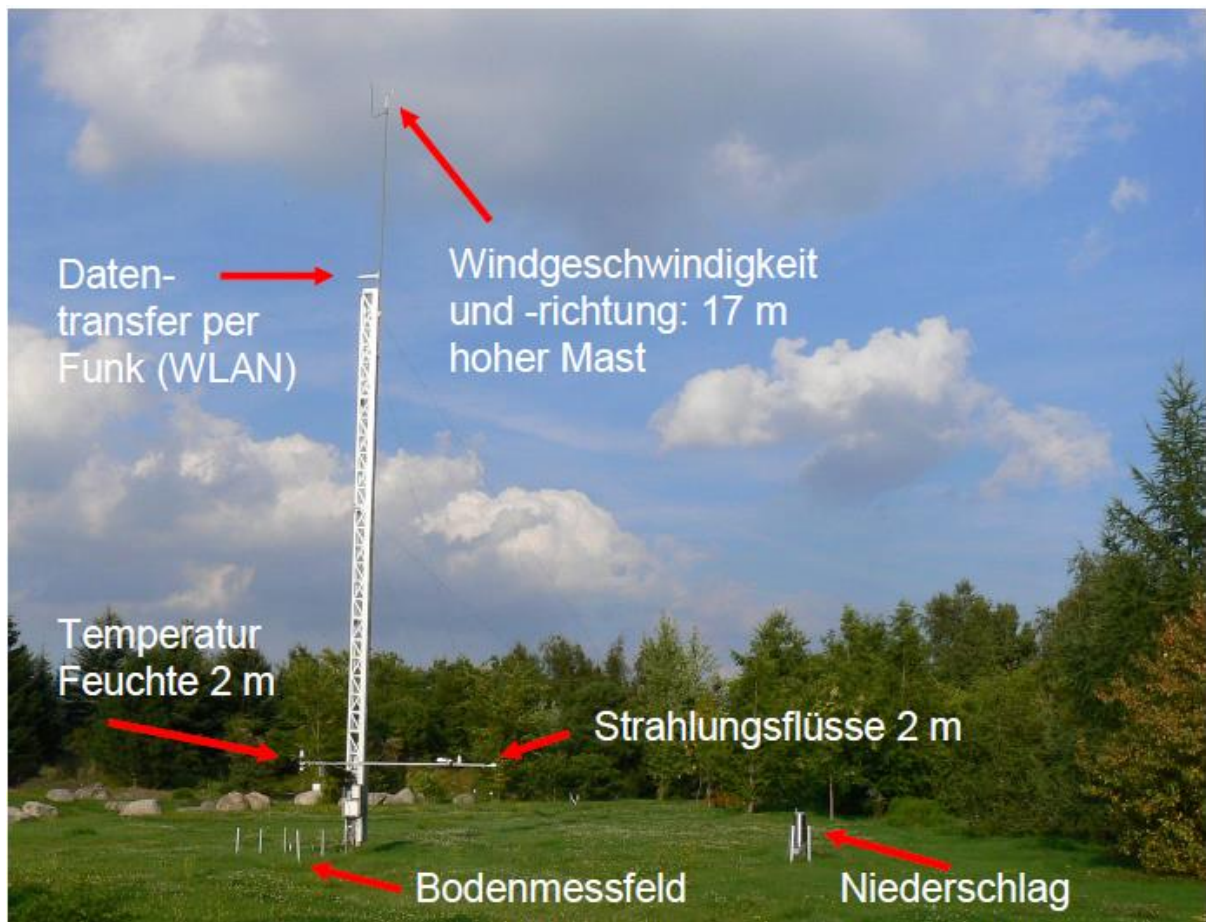 Daten-
transfer per
Funk (WLAN)
Windgeschwindigkeit
und -richtung: 17 m
hoher Mast
Temperatur
Feuchte 2 m
Strahlungsflüsse 2 m
Bodenmessfeld
Niederschlag